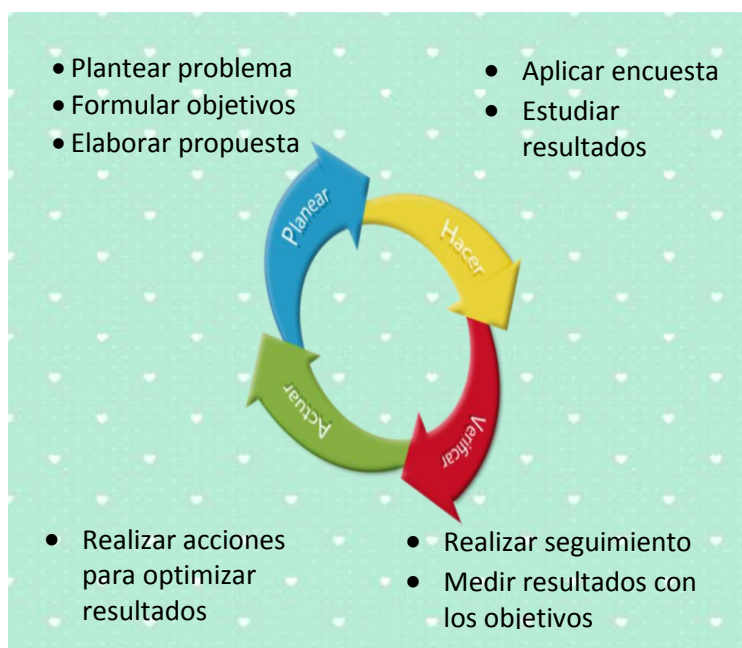 • Plantear problema
• Formular objetivos
• Elaborar propuesta
• Aplicar encuesta
• Estudiar
resultados
Planear
Hacer
Verificar
Actuar
• Realizar acciones
para optimizar
resultados
• Realizar seguimiento
• Medir resultados con
los objetivos